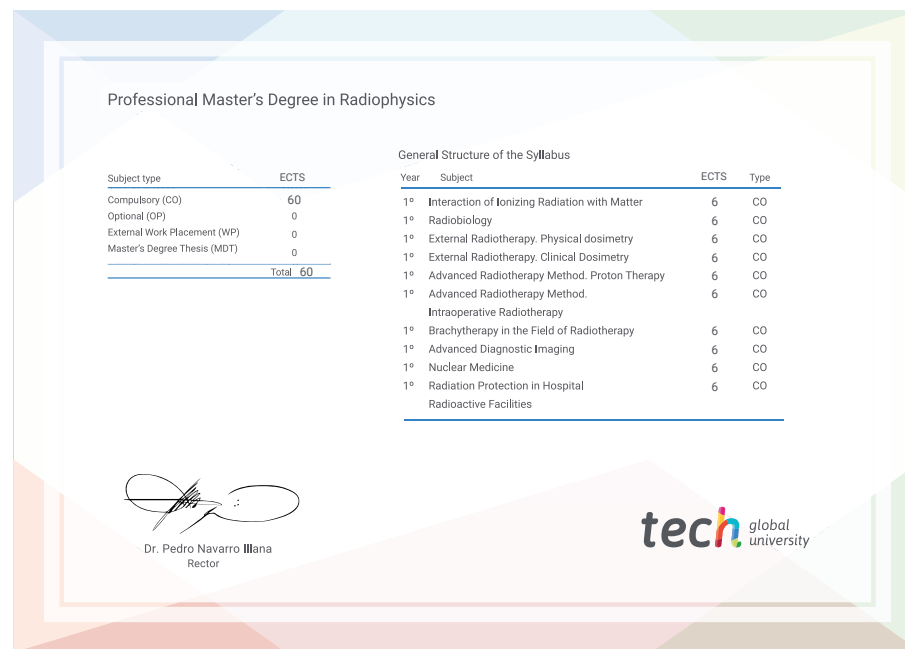 Professional Master's Degree in Radiophysics
Subject type ECTS
Compulsory (CO) 60
Optional (OP) 0
External Work Placement (WP) 0
Master's Degree Thesis (MDT) 0
Total 60
General Structure of the Syllabus
Year Subject ECTS Type
1º Interaction of Ionizing Radiation with Matter 6 CO
1º Radiobiology 6 CO
1º External Radiotherapy. Physical dosimetry 6 CO
1º External Radiotherapy. Clinical Dosimetry 6 CO
1º Advanced Radiotherapy Method. Proton Therapy 6 CO
1º Advanced Radiotherapy Method. 6 CO
Intraoperative Radiotherapy
1º Brachytherapy in the Field of Radiotherapy 6 CO
1º Advanced Diagnostic Imaging 6 CO
1º Nuclear Medicine 6 CO
1º Radiation Protection in Hospital 6 CO
Radioactive Facilities
Dr. Pedro Navarro Illana
Rector
tech global
university